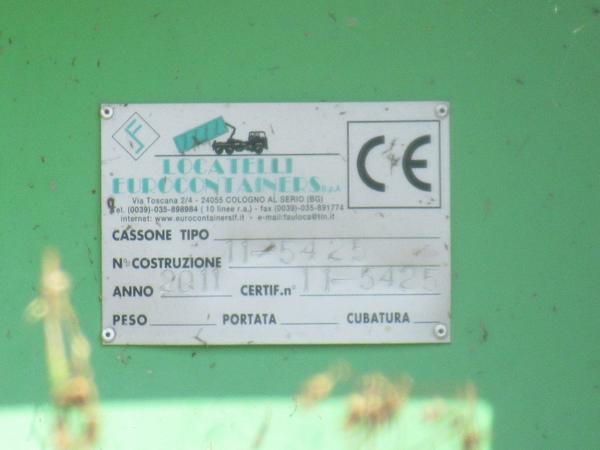 LOCATELLI
EUROCONTAINERS S.p.A.
Via Toscana 2/4 - 24055 COLOGNO AL SERIO (BG)
Tel. (0039)-035-898984 ( 10 linee r.a.) - fax (0039)-035-891774
internet: www.eurocontainerslf.it - e-mail:fauloca@tin.it
CE
CASSONE TIPO
N° COSTRUZIONE 11-5425
ANNO 2011 CERTIF.n° 11-5425
PESO PORTATA CUBATURA